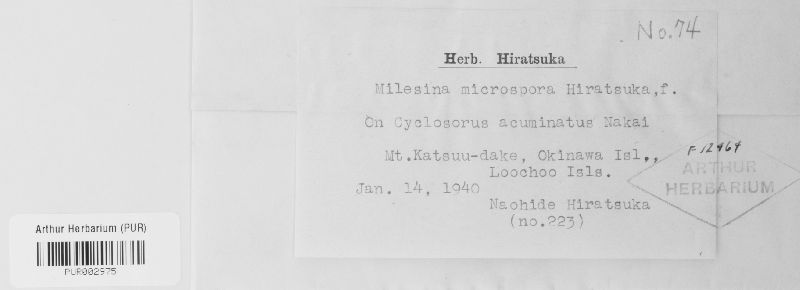 No.74
Herb. Hiratsuka
Milesina microspora Hiratsuka,f.
On Cyclosorus acuminatus Nakai
Mt.Katsuu-dake, Okinawa Isl.,
Loochoo Isls.
Jan. 14, 1940
Naohide Hiratsuka
(no.223)
F 12464
ARTHUR
HERBARIUM
Arthur Herbarium (PUR)
PUR002975